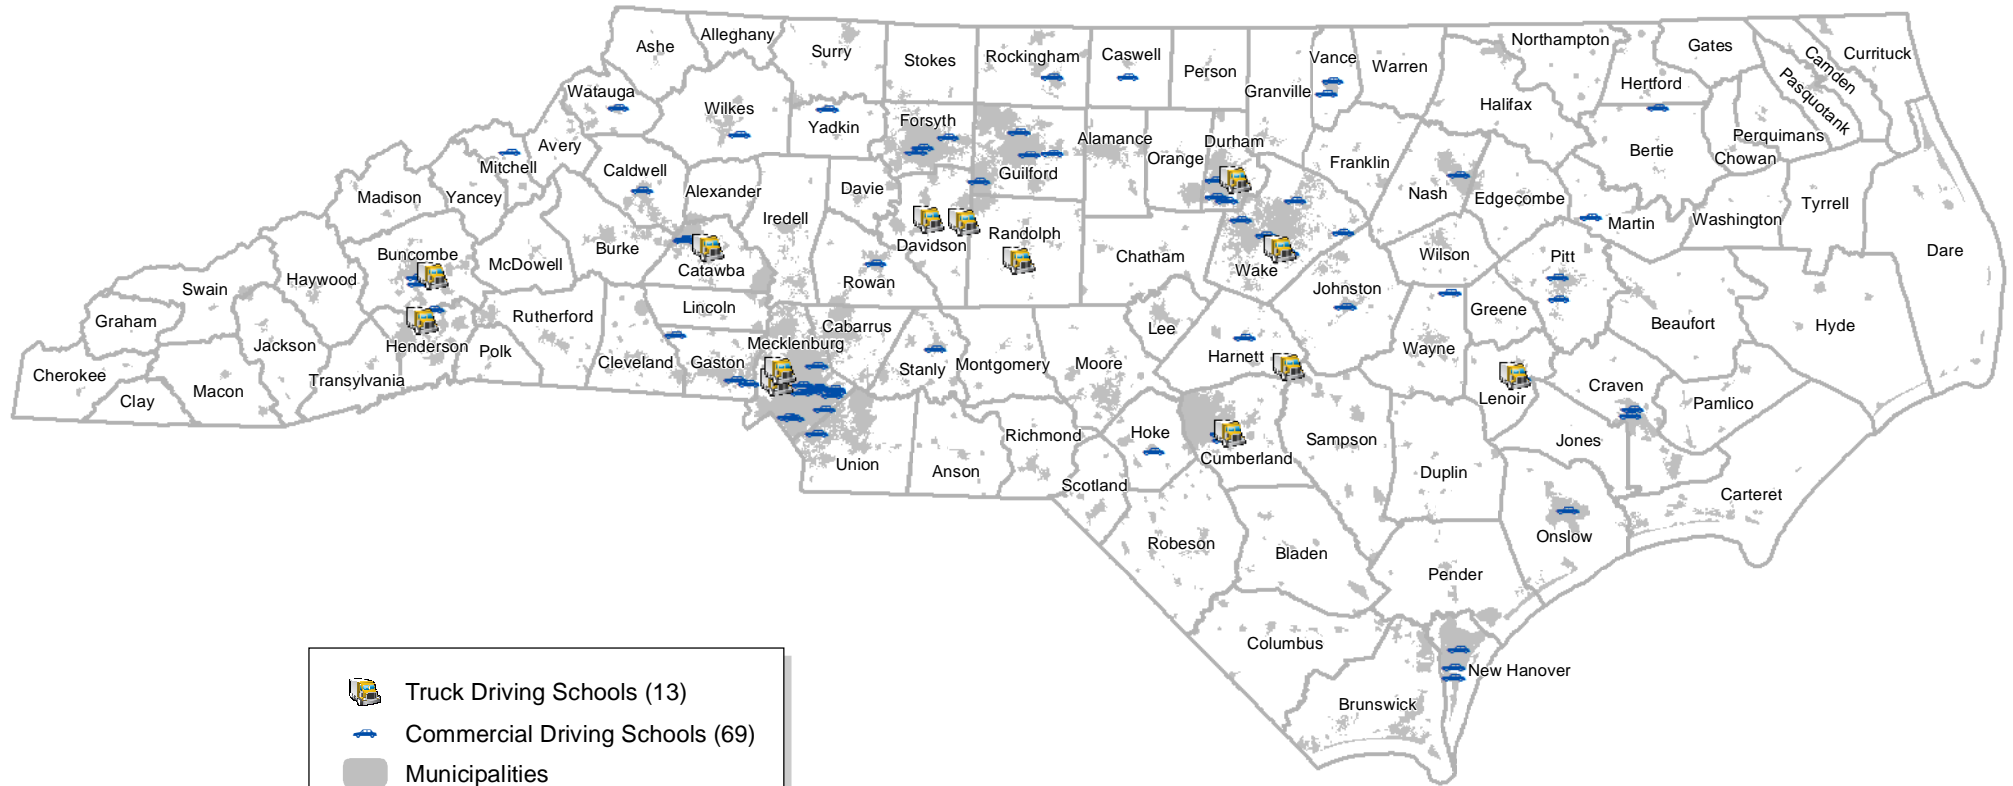 Ashe
Alleghany
Surry
Stokes
Rockingham
Caswell
Person
Granville
Vance
Warren
Northampton
Gates
Camden
Currituck
Pasquotank
Hertford
Halifax
Watauga
Wilkes
Yadkin
Forsyth
Guilford
Alamance
Orange
Durham
Franklin
Nash
Edgecombe
Bertie
Perquimans
Chowan
Mitchell
Avery
Caldwell
Alexander
Iredell
Davie
Madison
Yancey
Martin
Washington
Tyrrell
Dare
Buncombe
McDowell
Burke
Catawba
Davidson
Randolph
Chatham
Wake
Wilson
Pitt
Swain
Haywood
Rowan
Johnston
Greene
Beaufort
Hyde
Graham
Jackson
Rutherford
Lincoln
Cabarrus
Lee
Cherokee
Macon
Clay
Transylvania
Henderson
Polk
Cleveland
Gaston
Mecklenburg
Stanly
Montgomery
Moore
Harnett
Wayne
Lenoir
Craven
Pamlico
Union
Anson
Richmond
Hoke
Cumberland
Sampson
Duplin
Jones
Scotland
Carteret
Robeson
Bladen
Onslow
Pender
Columbus
New Hanover
Brunswick
Truck Driving Schools (13)
Commercial Driving Schools (69)
Municipalities